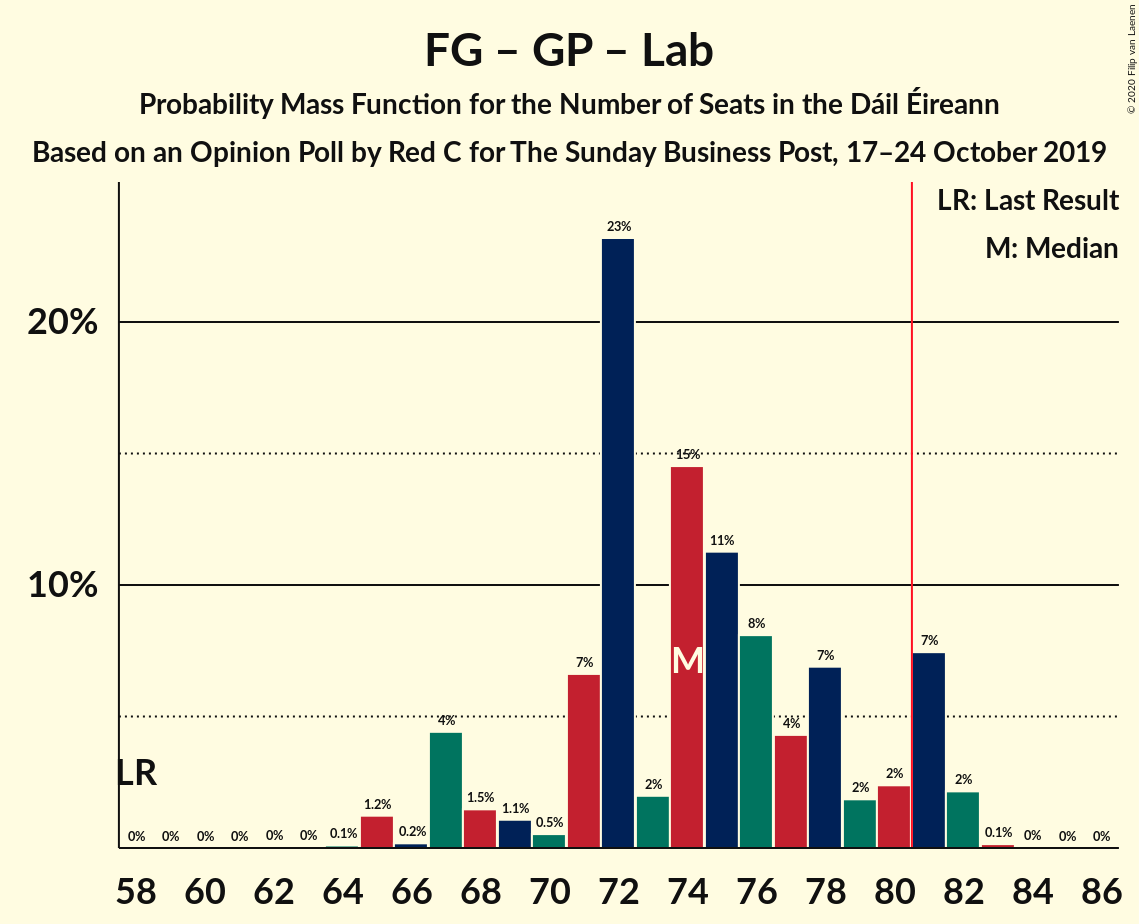 FG – GP – Lab
Probability Mass Function for the Number of Seats in the Dáil Éireann
Based on an Opinion Poll by Red C for The Sunday Business Post, 17–24 October 2019
© 2020 Filip van Laenen
LR: Last Result
M: Median
20%
10%
LR
M
0% 0% 0% 0% 0% 0% 0.1% 1.2% 0.2% 4% 1.5% 1.1% 0.5% 7% 23% 2% 15% 11% 8% 4% 7% 2% 2% 7% 2% 0.1% 0% 0% 0%
58 60 62 64 66 68 70 72 74 76 78 80 82 84 86